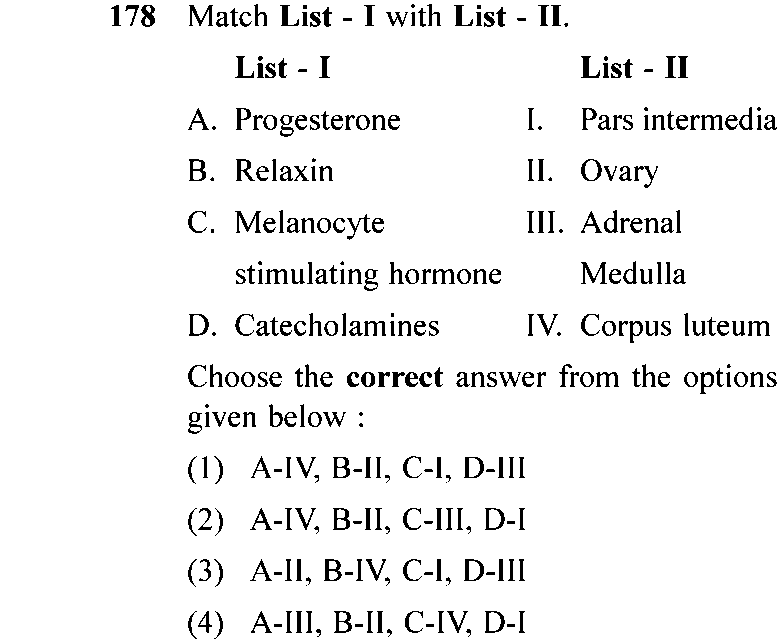 178 Match List - I with List - II.
List - I List - II
A. Progesterone I. Pars intermedia
B. Relaxin II. Ovary
C. Melanocyte III. Adrenal
stimulating hormone Medulla
D. Catecholamines IV. Corpus luteum
Choose the correct answer from the options
given below :
(1) A-IV, B-II, C-I, D-III
(2) A-IV, B-II, C-III, D-I
(3) A-II, B-IV, C-I, D-III
(4) A-III, B-II, C-IV, D-I